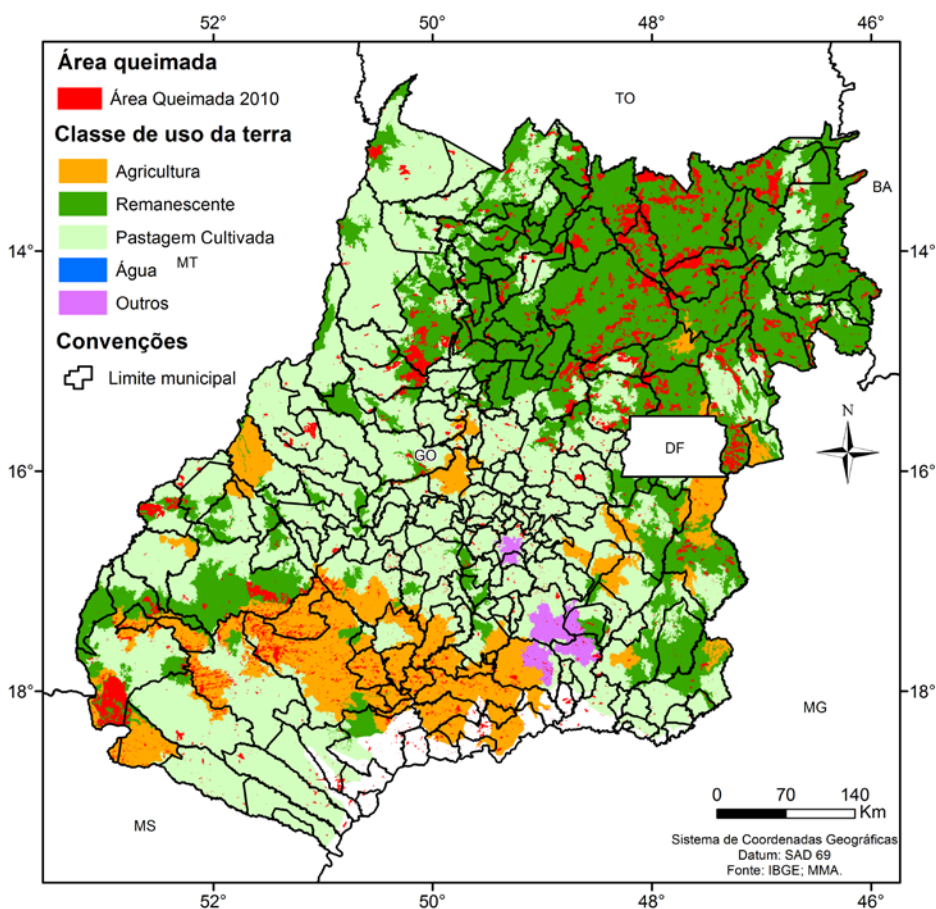 52°
50°
48°
46°
Área queimada
Área Queimada 2010
Classe de uso da terra
Agricultura
Remanescente
Pastagem Cultivada
Água
Outros
Convenções
Limite municipal
TO
BA
MT
14°
14°
N
DF
GO
16°
16°
18°
18°
MG
MS
0 70 140
Km
Sistema de Coordenadas Geográficas
Datum: SAD 69
Fonte: IBGE; MMA.
52°
50°
48°
46°